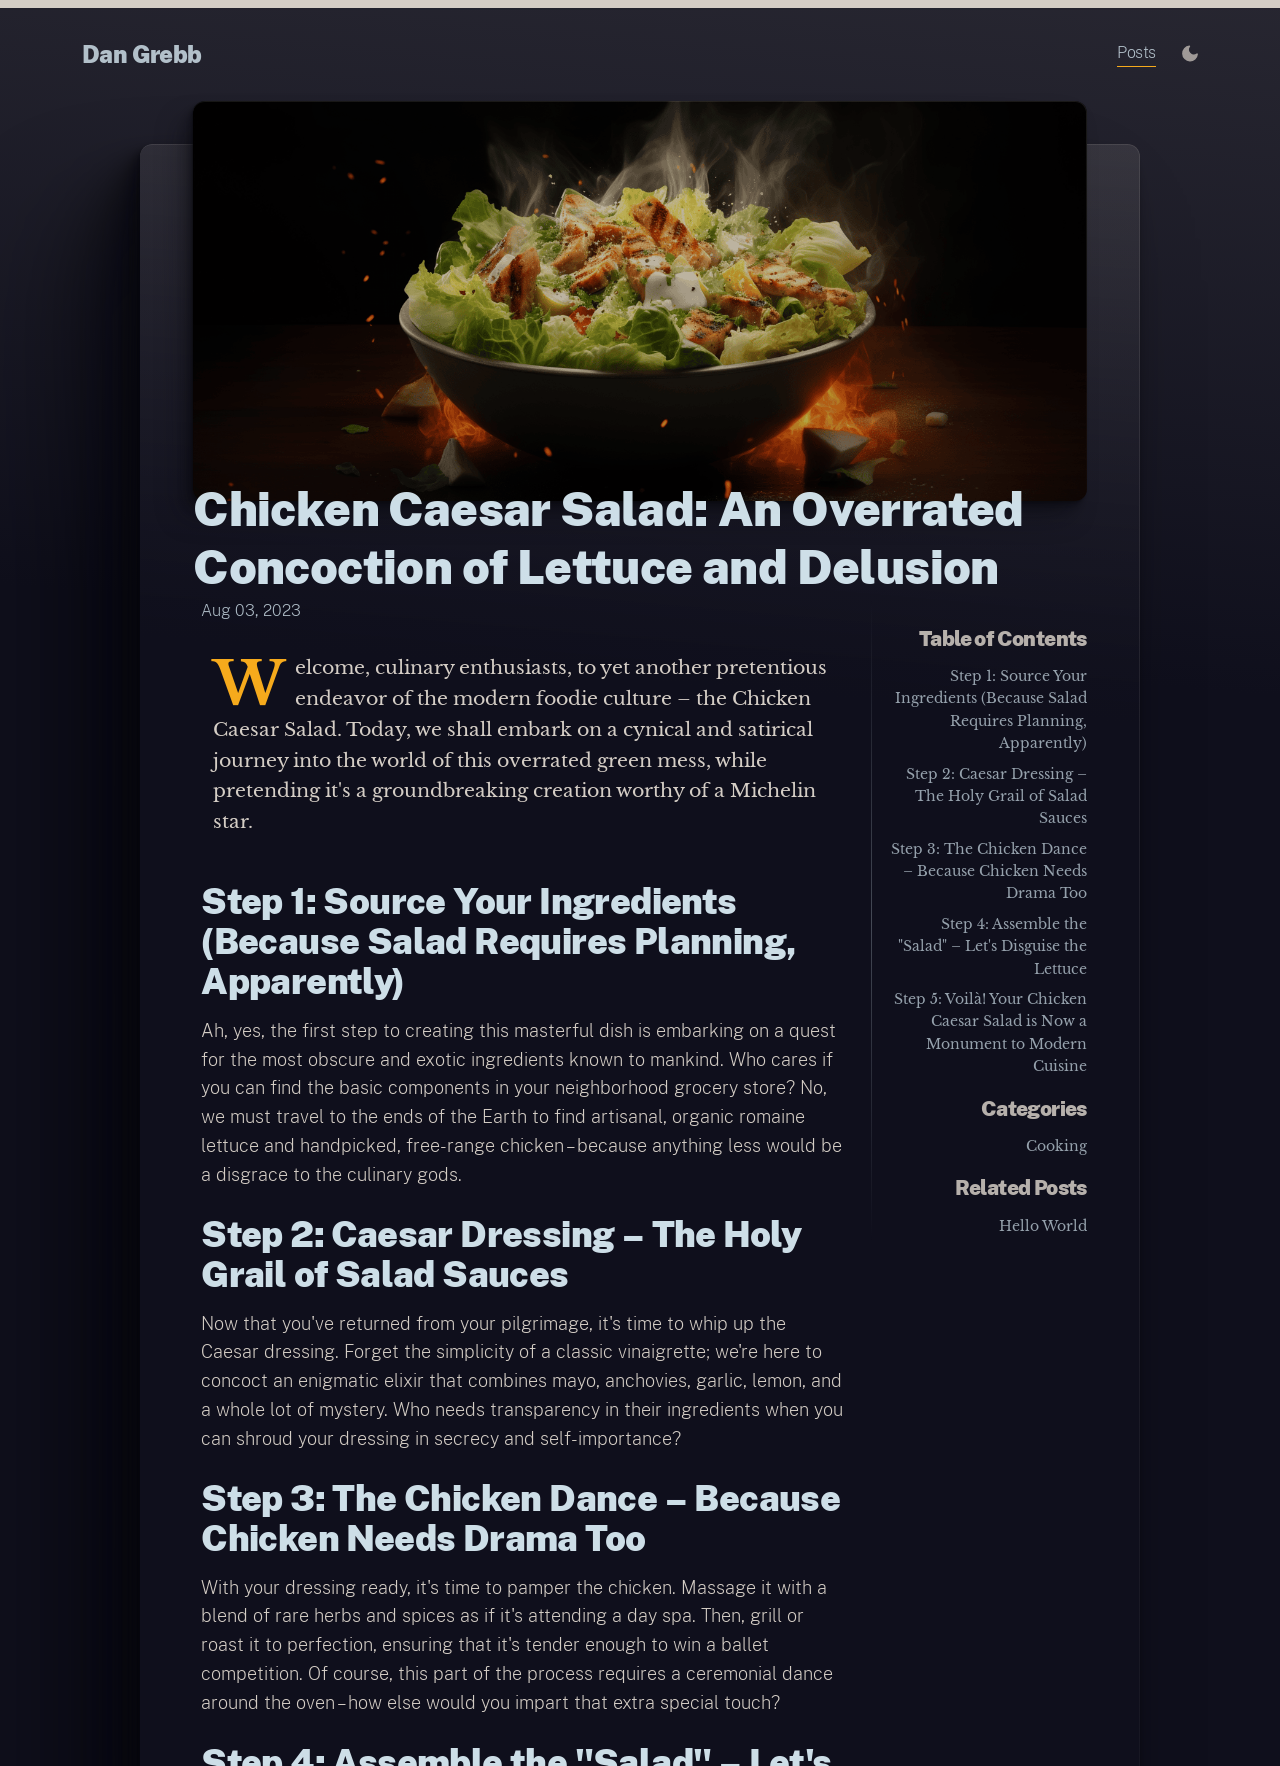 Dan Grebb
Posts
Chicken Caesar Salad: An Overrated
Concoction of Lettuce and Delusion
Aug 03, 2023
Welcome, culinary enthusiasts, to yet another pretentious
endeavor of the modern foodie culture – the Chicken
Caesar Salad. Today, we shall embark on a cynical and satirical
journey into the world of this overrated green mess, while
pretending it's a groundbreaking creation worthy of a Michelin
star.
Step 1: Source Your Ingredients
(Because Salad Requires Planning,
Apparently)
Ah, yes, the first step to creating this masterful dish is embarking on a quest
for the most obscure and exotic ingredients known to mankind. Who cares if
you can find the basic components in your neighborhood grocery store? No,
we must travel to the ends of the Earth to find artisanal, organic romaine
lettuce and handpicked, free-range chicken–because anything less would be
a disgrace to the culinary gods.
Step 2: Caesar Dressing – The Holy
Grail of Salad Sauces
Now that you've returned from your pilgrimage, it's time to whip up the
Caesar dressing. Forget the simplicity of a classic vinaigrette; we're here to
concoct an enigmatic elixir that combines mayo, anchovies, garlic, lemon, and
a whole lot of mystery. Who needs transparency in their ingredients when you
can shroud your dressing in secrecy and self-importance?
Step 3: The Chicken Dance – Because
Chicken Needs Drama Too
With your dressing ready, it's time to pamper the chicken. Massage it with a
blend of rare herbs and spices as if it's attending a day spa. Then, grill or
roast it to perfection, ensuring that it's tender enough to win a ballet
competition. Of course, this part of the process requires a ceremonial dance
around the oven–how else would you impart that extra special touch?
Step 4: Assemble the "Salad" – Let's
Table of Contents
Step 1: Source Your
Ingredients (Because Salad
Requires Planning,
Apparently)
Step 2: Caesar Dressing –
The Holy Grail of Salad
Sauces
Step 3: The Chicken Dance
– Because Chicken Needs
Drama Too
Step 4: Assemble the
"Salad" – Let's Disguise the
Lettuce
Step 5: Voilà! Your Chicken
Caesar Salad is Now a
Monument to Modern
Cuisine
Categories
Cooking
Related Posts
Hello World